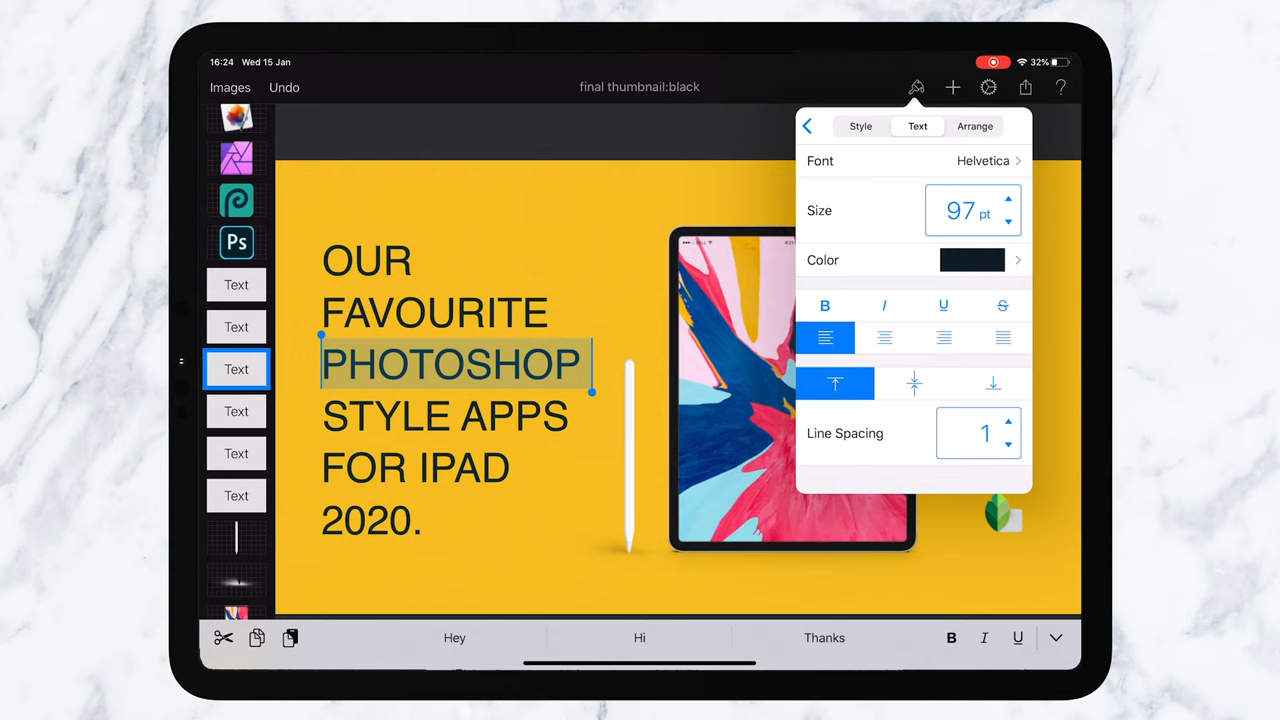 16:24 Wed 15 Jan
32%
Images Undo final thumbnail:black ?
Style Text Arrange
Font Helvetica
Size 97 pt
Color
B I U S
Line Spacing 1
Ps
Text
Text
Text
Text
Text
Text
OUR
FAVOURITE
PHOTOSHOP
STYLE APPS
FOR IPAD
2020.
Hey Hi Thanks B I U